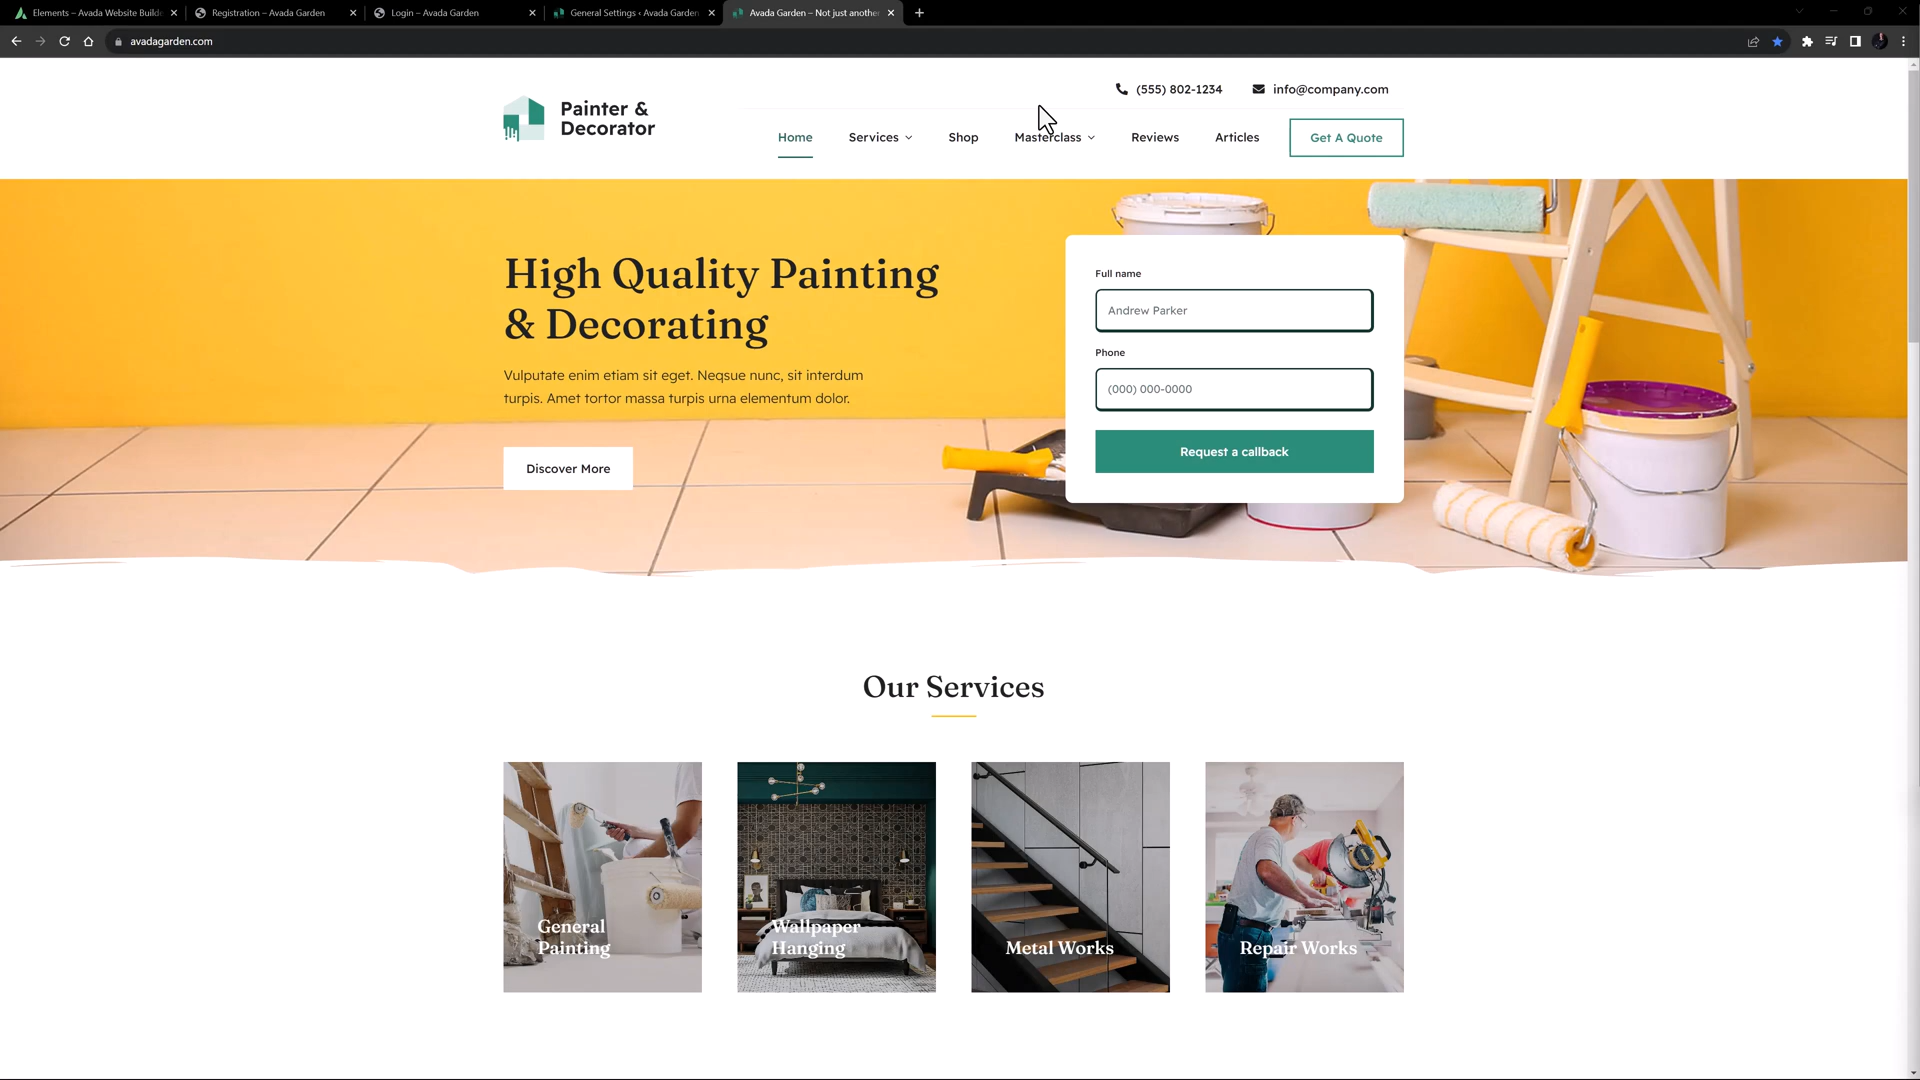 Elements – Avada Website Build
Registration – Avada Garden
Login – Avada Garden
General Settings ‹ Avada Garden
Avada Garden – Not just another
avadagarden.com
(555) 802-1234
info@company.com
Painter &
Decorator
Home
Services
Shop
Masterclass
Reviews
Articles
Get A Quote
High Quality Painting
& Decorating
Vulputate enim etiam sit eget. Neqsue nunc, sit interdum
turpis. Amet tortor massa turpis urna elementum dolor.
Discover More
Full name
Andrew Parker
Phone
(000) 000-0000
Request a callback
Our Services
General
Painting
Wallpaper
Hanging
Metal Works
Repair Works